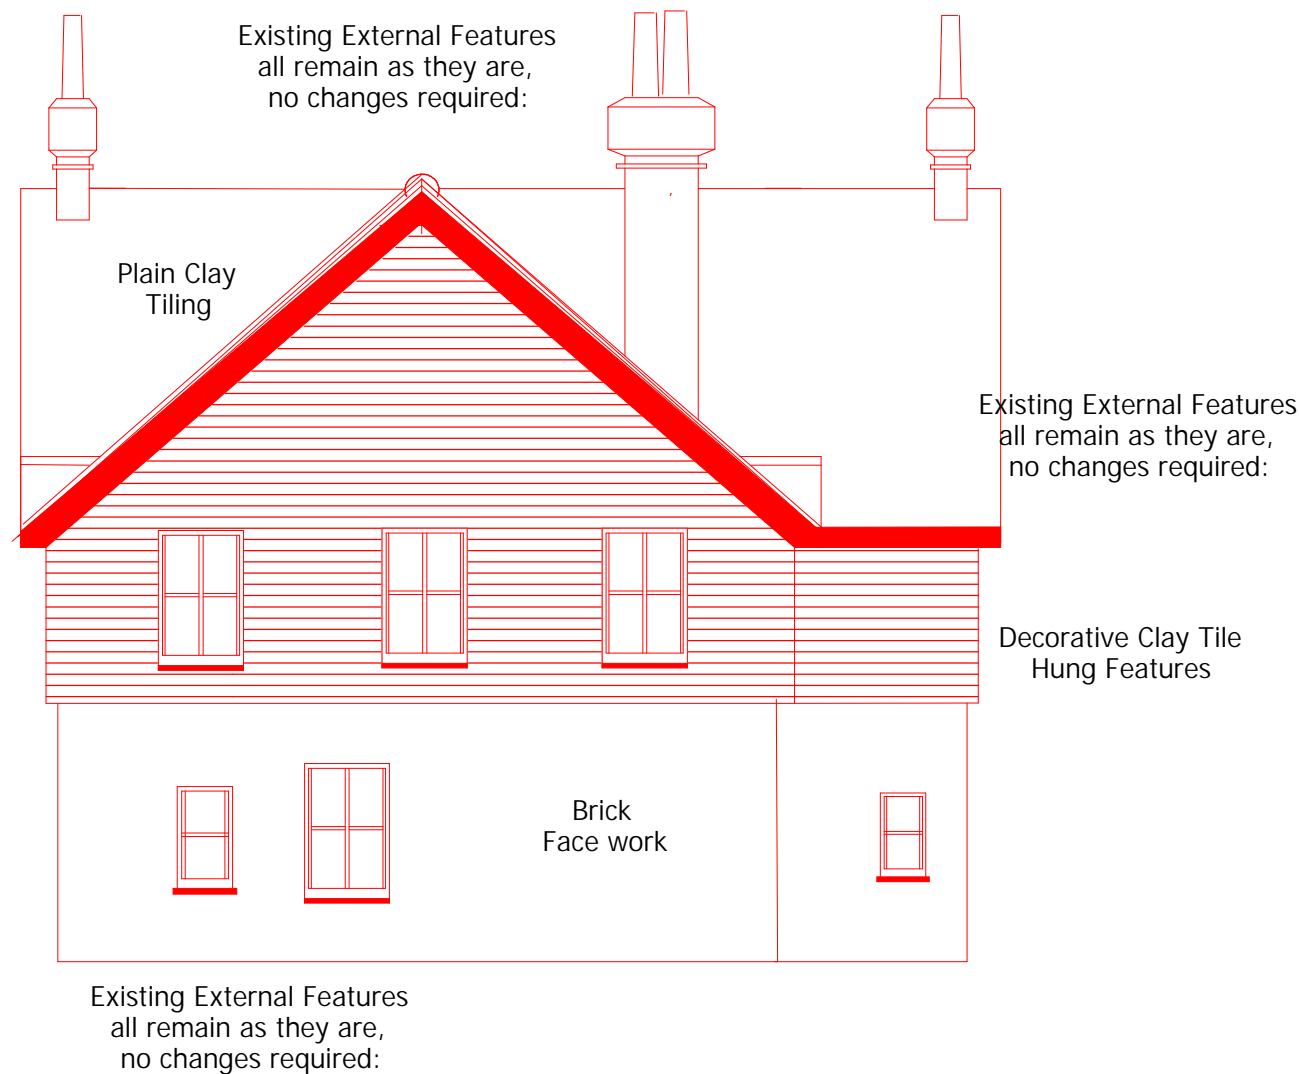 Existing External Features
all remain as they are,
no changes required:
Plain Clay
Tiling
Existing External Features
all remain as they are,
no changes required:
Decorative Clay Tile
Hung Features
Brick
Face work
Existing External Features
all remain as they are,
no changes required: